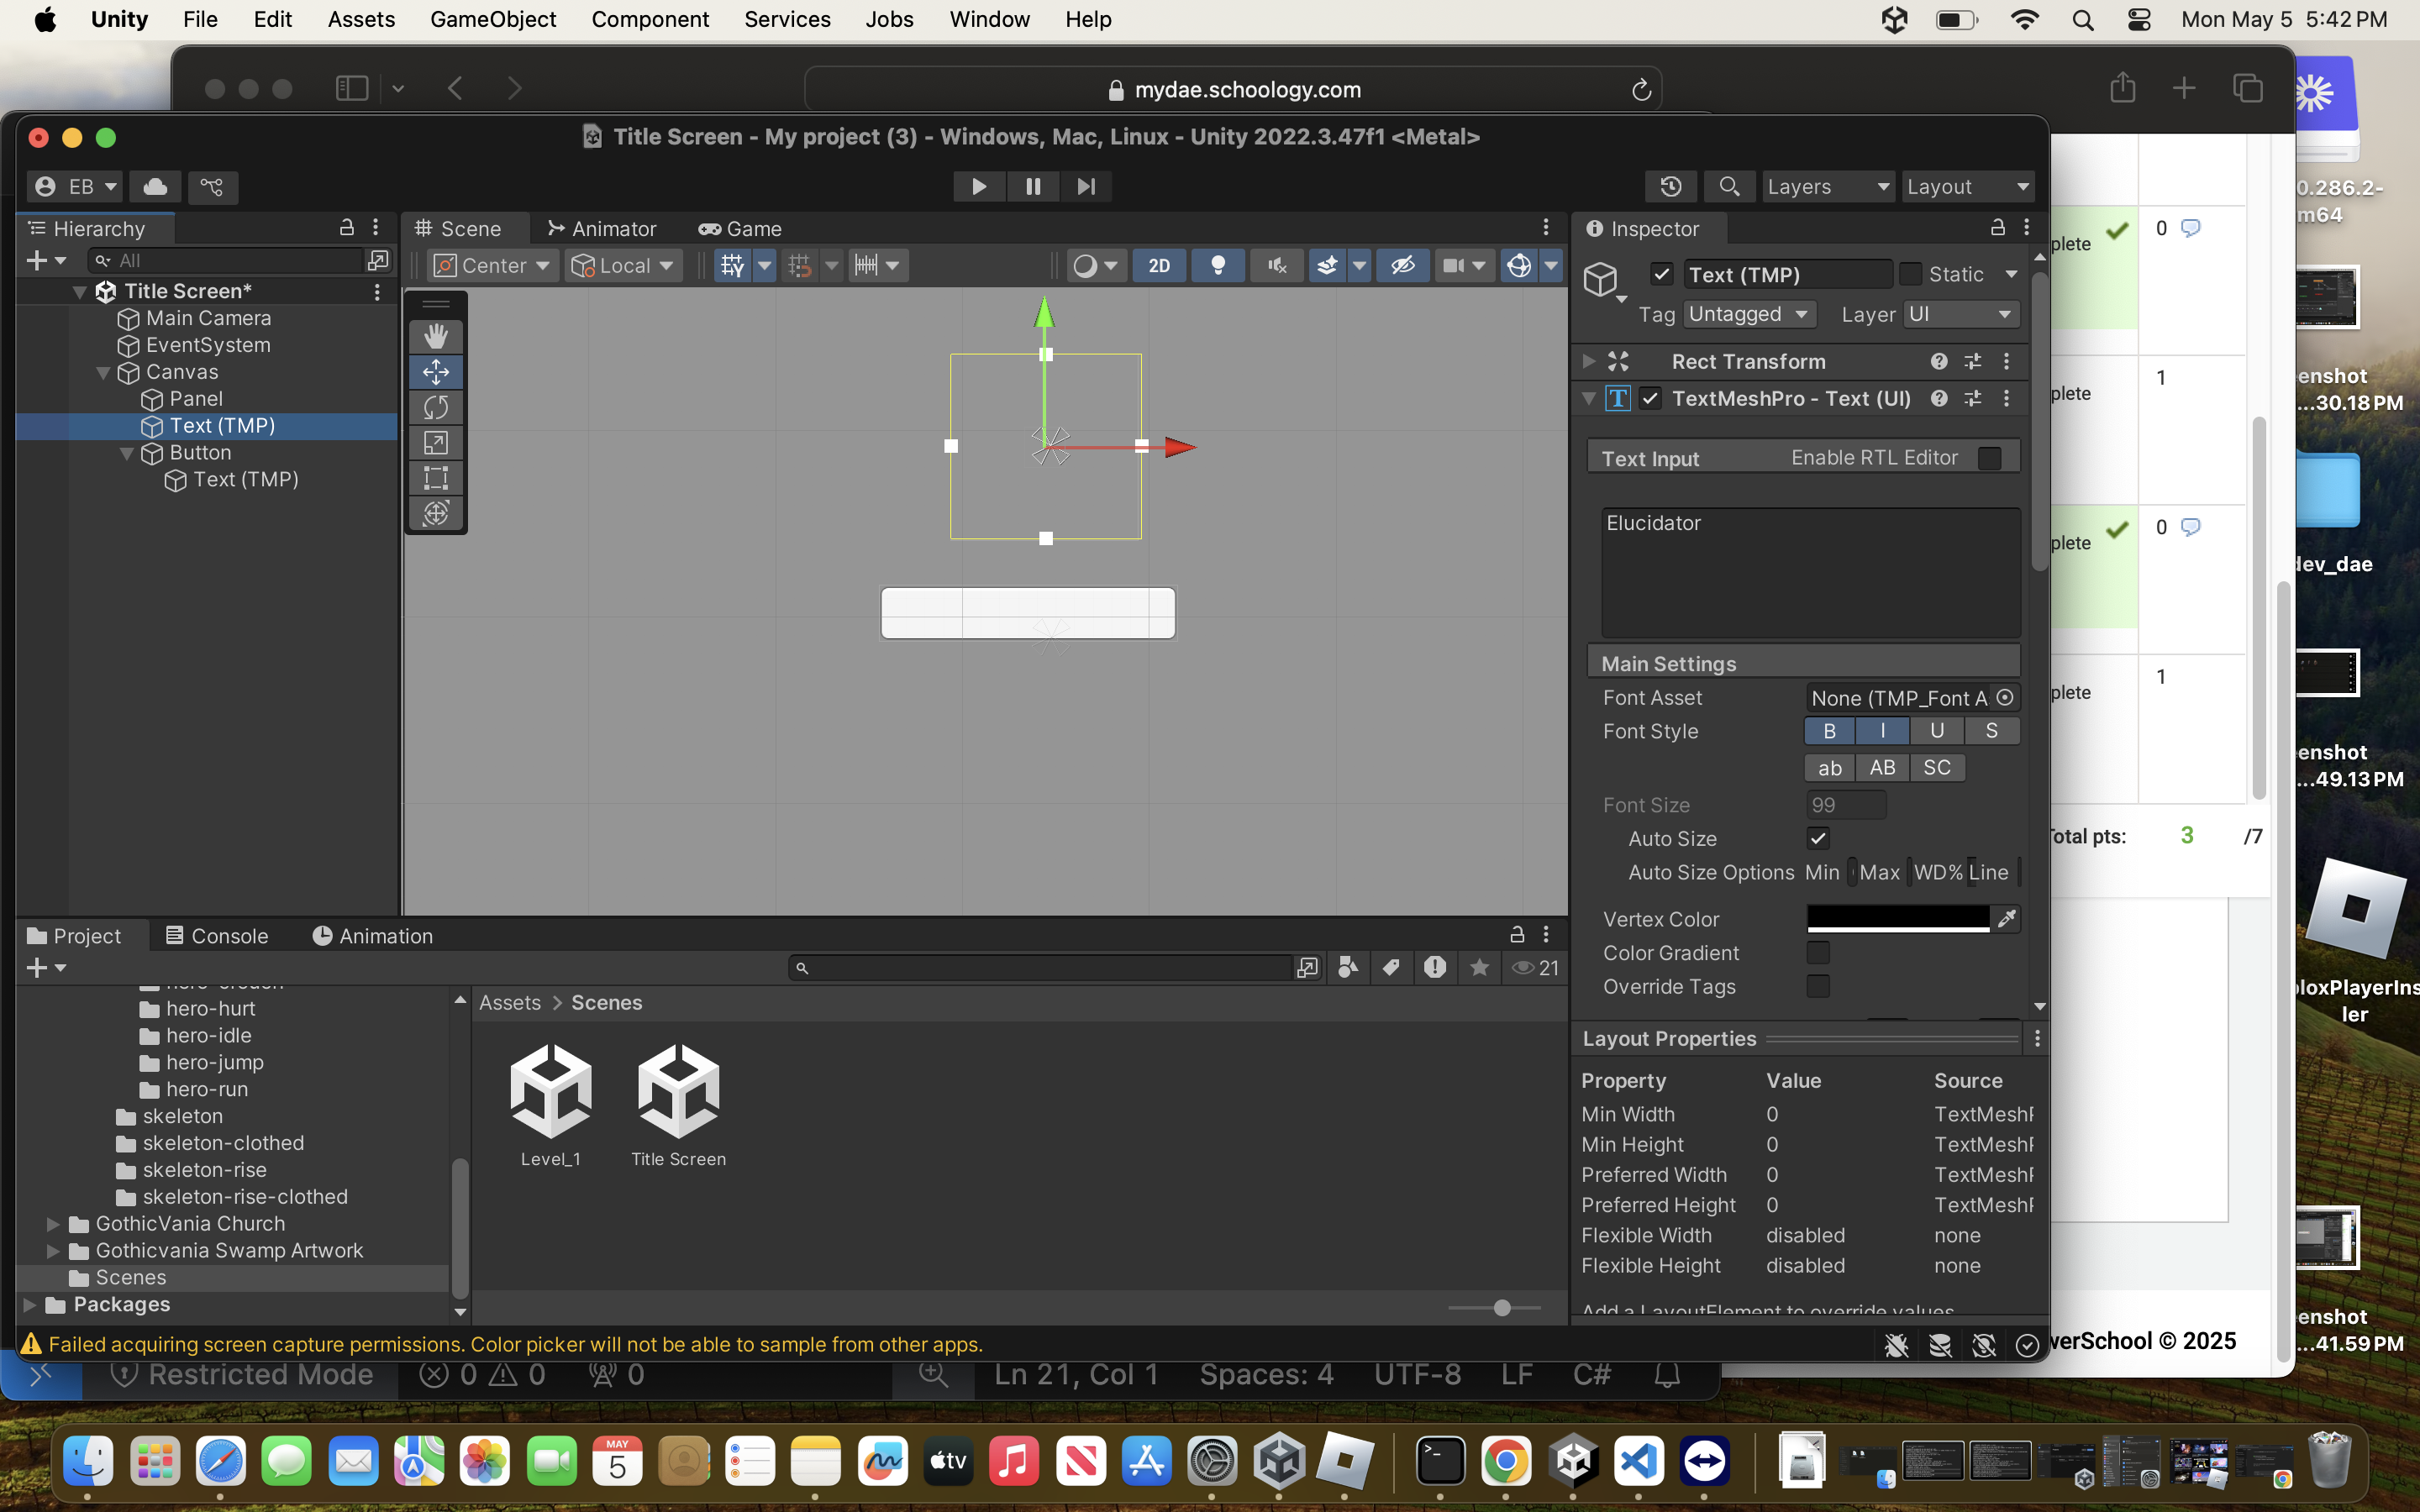 Unity File Edit Assets GameObject Component Services Jobs Window Help Mon May 5 5:42 PM
mydae.schoology.com
Title Screen - My project (3) - Windows, Mac, Linux - Unity 2022.3.47f1 <Metal>
EB Layers Layout
Hierarchy
All
Title Screen*
Main Camera
EventSystem
Canvas
Panel
Text (TMP)
Button
Text (TMP)
Scene Animator Game
Center Local 2D
Inspector
Text (TMP) Static
Tag Untagged Layer UI
Rect Transform
TextMeshPro - Text (UI)
Text Input Enable RTL Editor
Elucidator
Main Settings
Font Asset None (TMP_Font A
Font Style B I U S
ab AB SC
Font Size 99
Auto Size
Auto Size Options Min Max WD% Line
Vertex Color
Color Gradient
Override Tags
Layout Properties
Property Value Source
Min Width 0 TextMeshP
Min Height 0 TextMeshP
Preferred Width 0 TextMeshP
Preferred Height 0 TextMeshP
Flexible Width disabled none
Flexible Height disabled none
Add a LayoutElement to override values
Project Console Animation
21
hero-crouch
hero-hurt
hero-idle
hero-jump
hero-run
skeleton
skeleton-clothed
skeleton-rise
skeleton-rise-clothed
GothicVania Church
Gothicvania Swamp Artwork
Scenes
Packages
Assets > Scenes
Level_1 Title Screen
Failed acquiring screen capture permissions. Color picker will not be able to sample from other apps.
Restricted Mode 0 0 0 Ln 21, Col 1 Spaces: 4 UTF-8 LF C#
plete 0
plete 1
plete 0
plete 1
Total pts: 3 /7
verSchool © 2025
0.286.2-
m64
enshot
...30.18 PM
dev_dae
enshot
...49.13 PM
loxPlayerIns
ler
enshot
...41.59 PM
MAY
5
tv